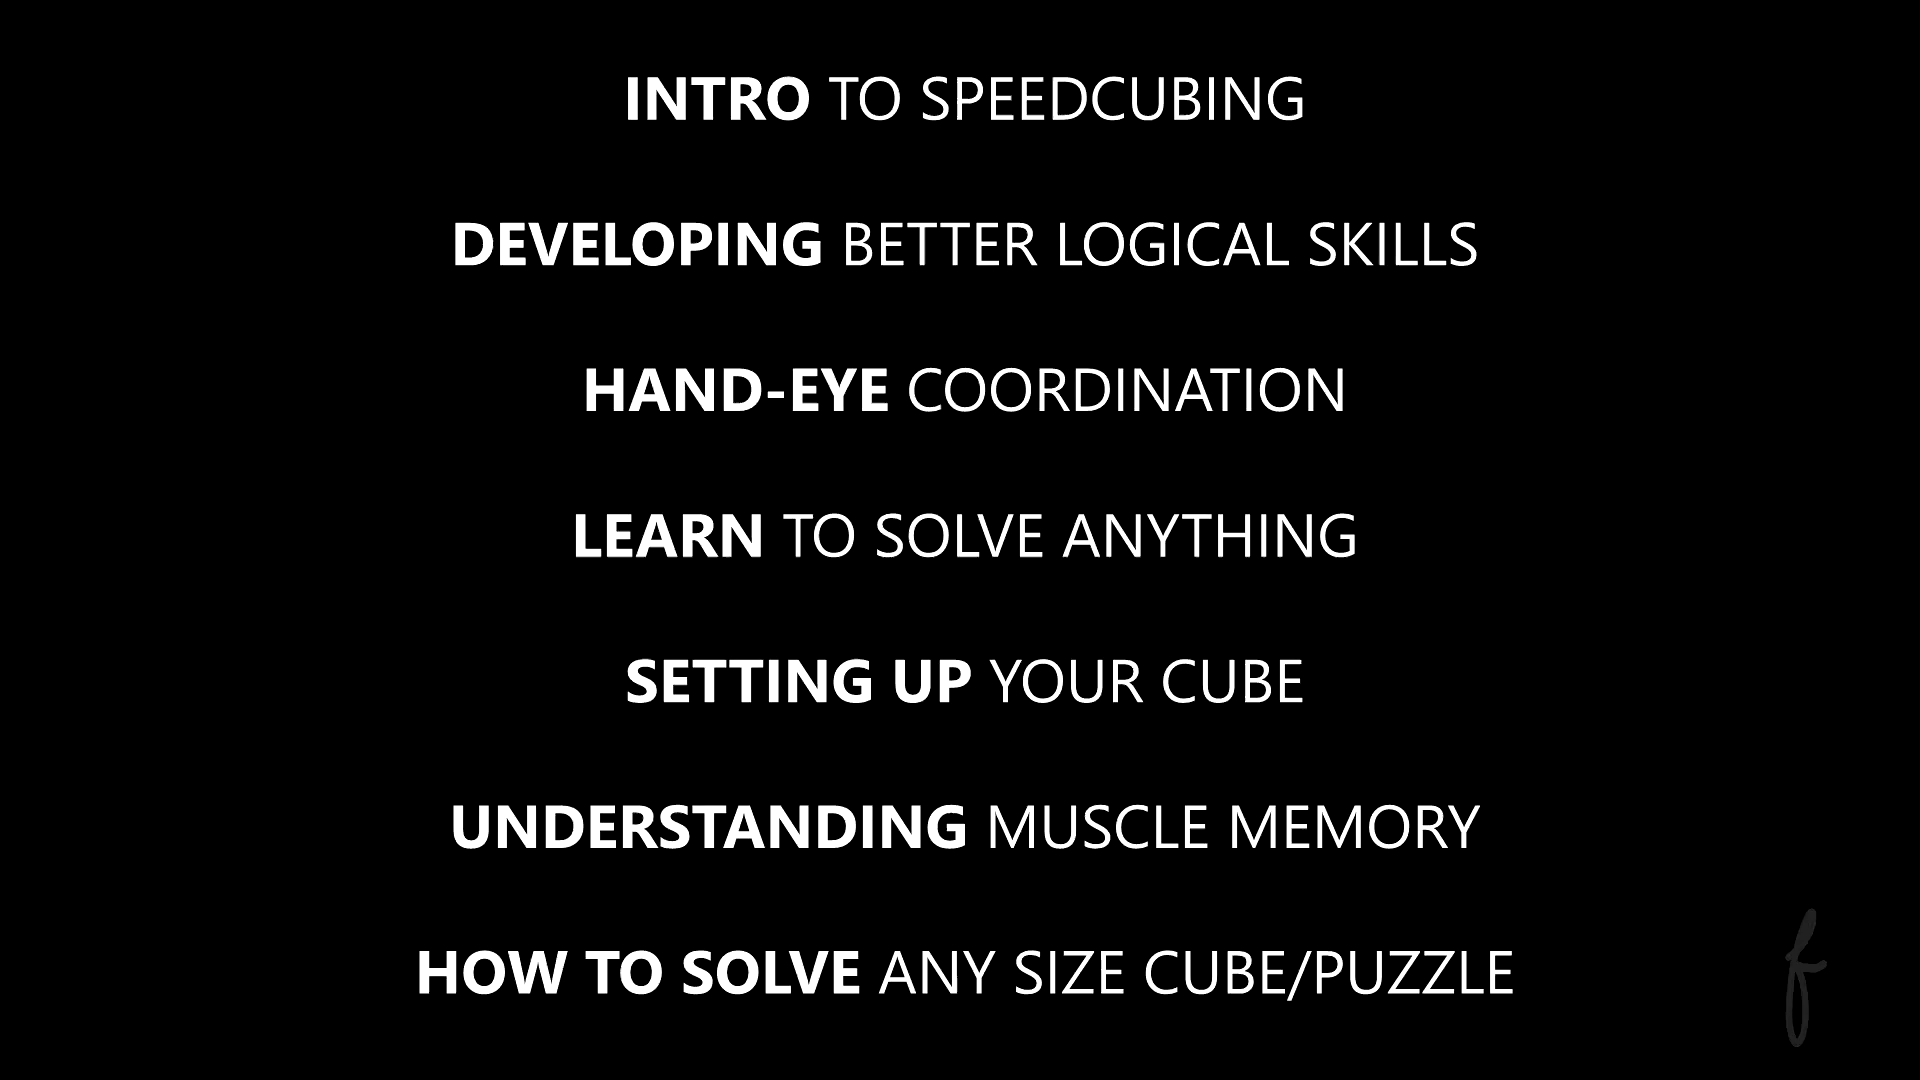 INTRO TO SPEEDCUBING
DEVELOPING BETTER LOGICAL SKILLS
HAND-EYE COORDINATION
LEARN TO SOLVE ANYTHING
SETTING UP YOUR CUBE
UNDERSTANDING MUSCLE MEMORY
HOW TO SOLVE ANY SIZE CUBE/PUZZLE
f